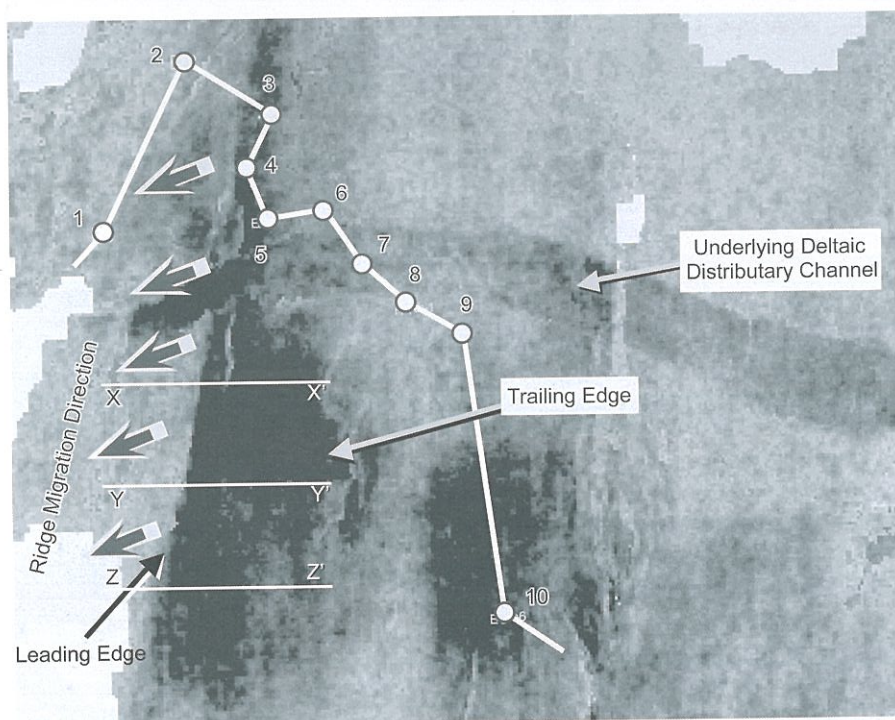 2
3
4
1
6
5
7
8
9
Underlying Deltaic
Distributary Channel
X
X'
Trailing Edge
Ridge Migration Direction
Y
Y'
Z
Z'
10
Leading Edge